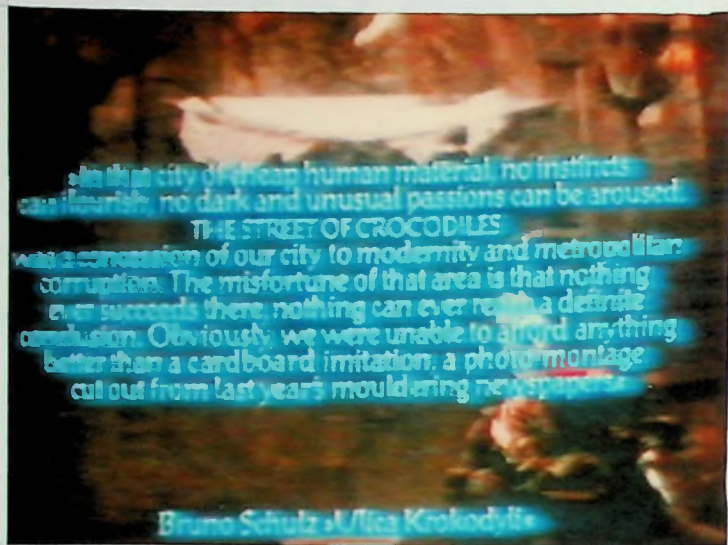 »In that city of cheap human material, no instincts
can flourish, no dark and unusual passions can be aroused.
THE STREET OF CROCODILES
was a concession of our city to modernity and metropolitan
corruption. The misfortune of that area is that nothing
ever succeeds there nothing can ever reach a definite
conclusion. Obviously, we were unable to afford anything
better than a cardboard imitation, a photo montage
cut out from last year's mouldering newspapers.«
Bruno Schulz »Ulica Krokodyli«